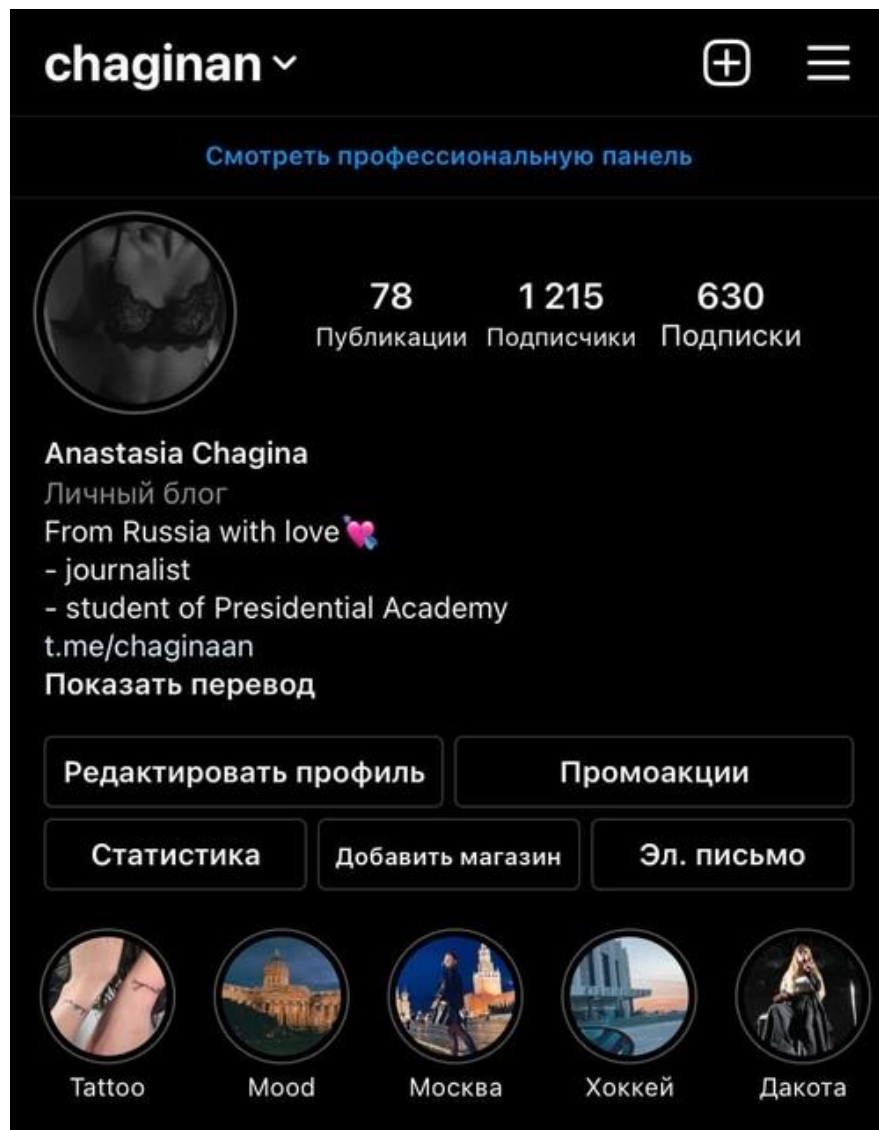 chaginan
Смотреть профессиональную панель
78 1 215 630
Публикации Подписчики Подписки
Anastasia Chagina
Личный блог
From Russia with love💘
- journalist
- student of Presidential Academy
t.me/chaginaan
Показать перевод
Редактировать профиль Промоакции
Статистика Добавить магазин Эл. письмо
Tattoo Mood Москва Хоккей Дакота